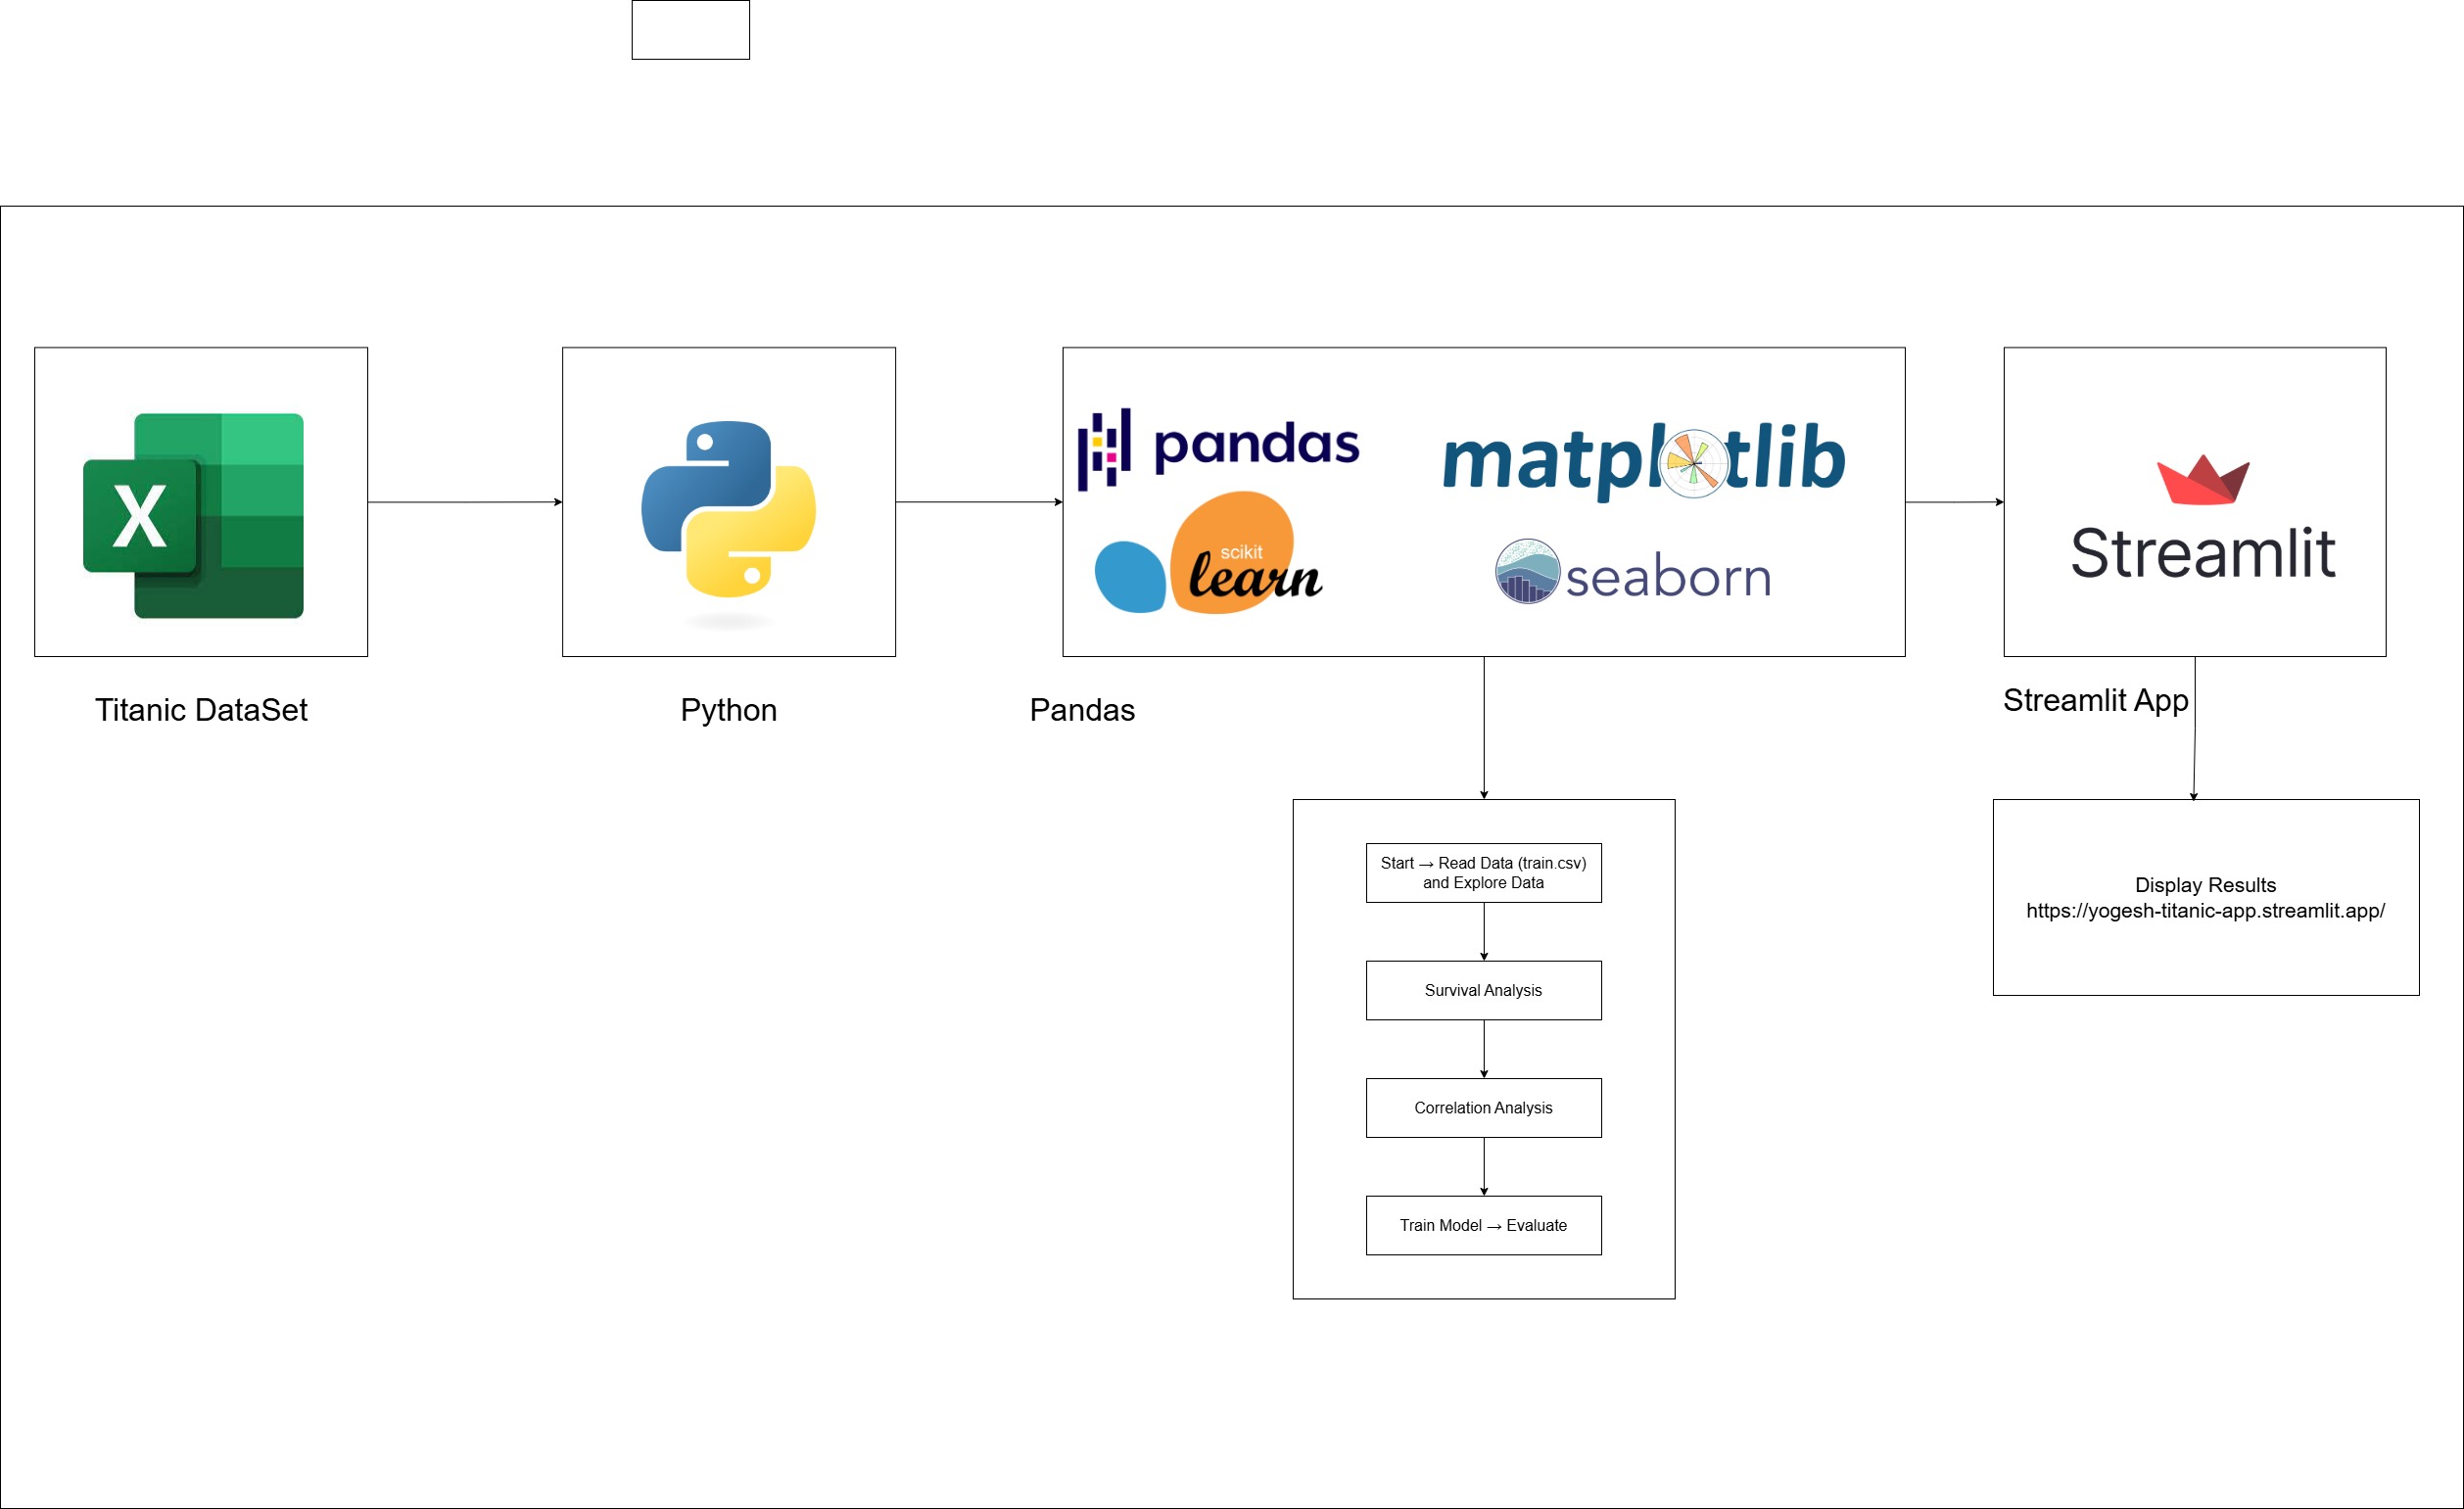 X
pandas
matplotlib
scikit
learn
seaborn
Streamlit
Titanic DataSet
Python
Pandas
Streamlit App
Start → Read Data (train.csv)
and Explore Data
Survival Analysis
Correlation Analysis
Train Model → Evaluate
Display Results
https://yogesh-titanic-app.streamlit.app/